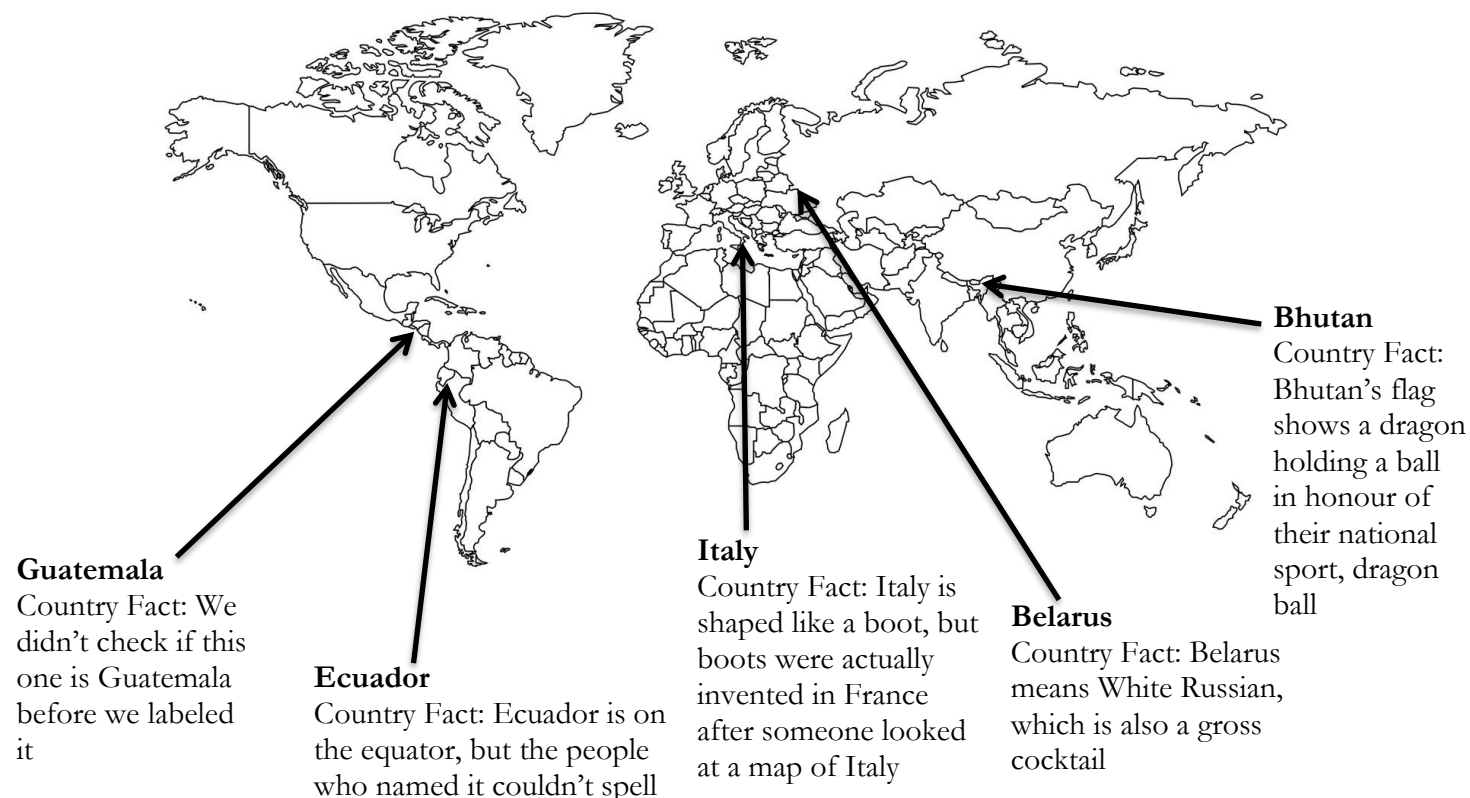 Guatemala
Country Fact: We
didn’t check if this
one is Guatemala
before we labeled
it
Ecuador
Country Fact: Ecuador is on
the equator, but the people
who named it couldn’t spell
Italy
Country Fact: Italy is
shaped like a boot, but
boots were actually
invented in France
after someone looked
at a map of Italy
Belarus
Country Fact: Belarus
means White Russian,
which is also a gross
cocktail
Bhutan
Country Fact:
Bhutan’s flag
shows a dragon
holding a ball
in honour of
their national
sport, dragon
ball